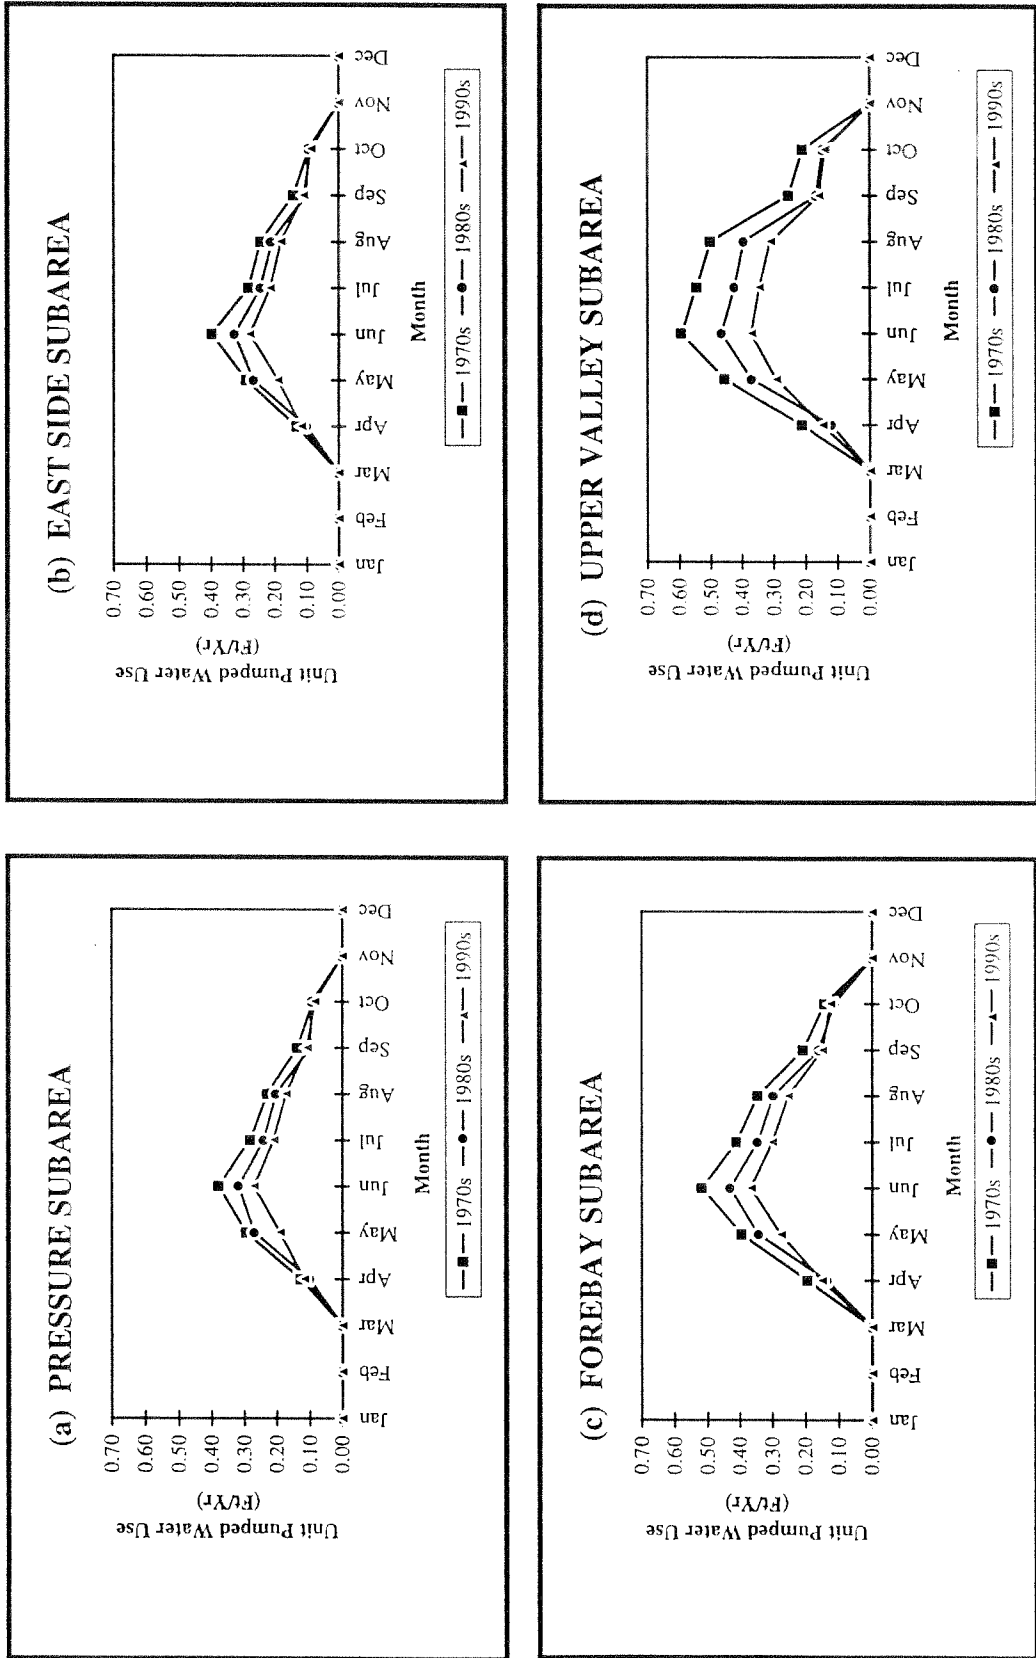 (a) PRESSURE SUBAREA
Unit Pumped Water Use
(Ft/Yr)
0.70
0.60
0.50
0.40
0.30
0.20
0.10
0.00
Jan
Feb
Mar
Apr
May
Jun
Jul
Aug
Sep
Oct
Nov
Dec
Month
1970s 1980s 1990s
(b) EAST SIDE SUBAREA
Unit Pumped Water Use
(Ft/Yr)
0.70
0.60
0.50
0.40
0.30
0.20
0.10
0.00
Jan
Feb
Mar
Apr
May
Jun
Jul
Aug
Sep
Oct
Nov
Dec
Month
1970s 1980s 1990s
(c) FOREBAY SUBAREA
Unit Pumped Water Use
(Ft/Yr)
0.70
0.60
0.50
0.40
0.30
0.20
0.10
0.00
Jan
Feb
Mar
Apr
May
Jun
Jul
Aug
Sep
Oct
Nov
Dec
Month
1970s 1980s 1990s
(d) UPPER VALLEY SUBAREA
Unit Pumped Water Use
(Ft/Yr)
0.70
0.60
0.50
0.40
0.30
0.20
0.10
0.00
Jan
Feb
Mar
Apr
May
Jun
Jul
Aug
Sep
Oct
Nov
Dec
Month
1970s 1980s 1990s